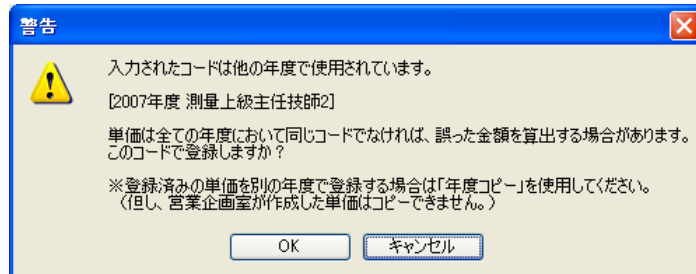 警告
入力されたコードは他の年度で使用されています。
[2007年度 測量上級主任技師2]
単価は全ての年度において同じコードでなければ、誤った金額を算出する場合があります。
このコードで登録しますか？
※登録済みの単価を別の年度で登録する場合は「年度コピー」を使用してください。
（但し、営業企画室が作成した単価はコピーできません。）
OK
キャンセル